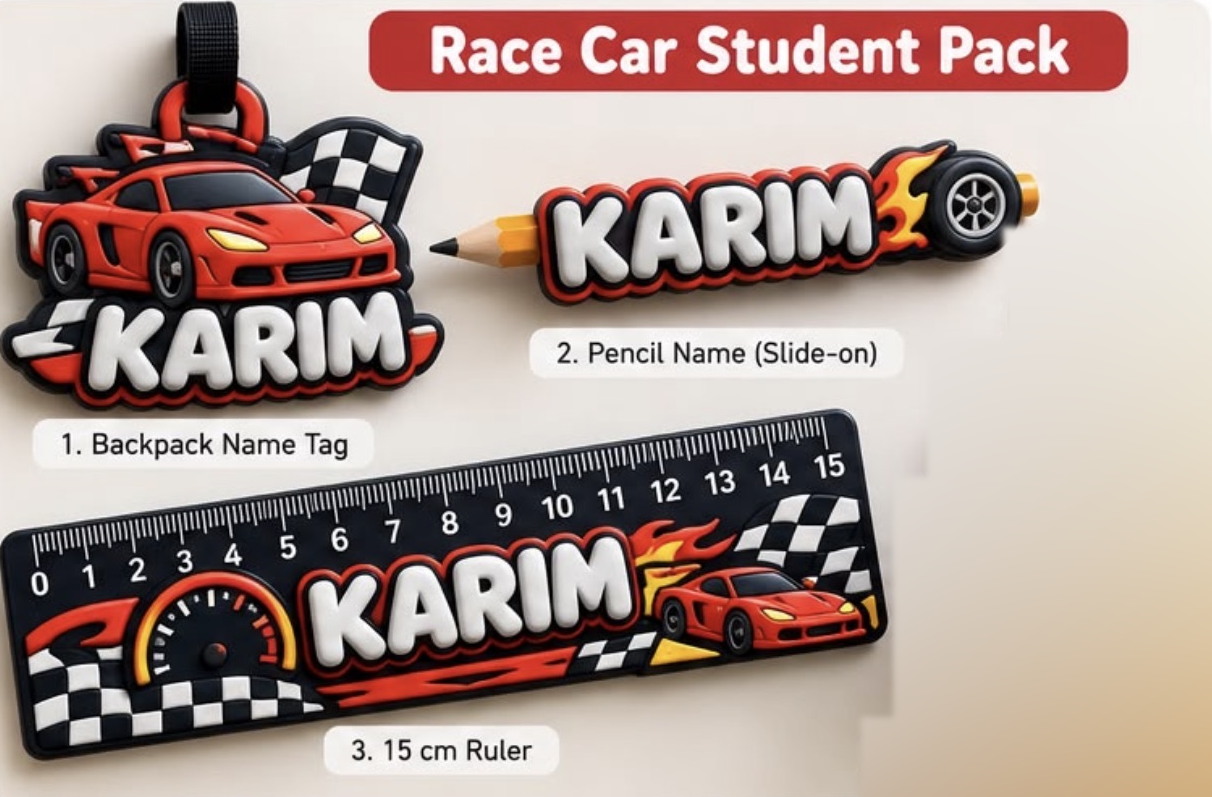 Race Car Student Pack
KARIM
KARIM
2. Pencil Name (Slide-on)
1. Backpack Name Tag
0 1 2 3 4 5 6 7 8 9 10 11 12 13 14 15
KARIM
3. 15 cm Ruler